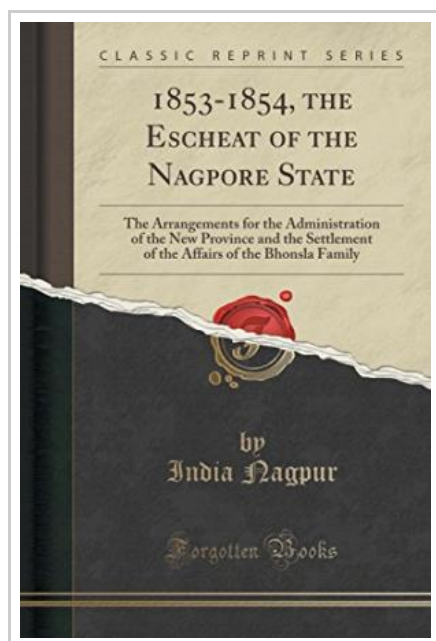 CLASSIC REPRINT SERIES
1853-1854, THE
ESCHEAT OF THE
NAGPORE STATE
The Arrangements for the Administration
of the New Province and the Settlement
of the Affairs of the Bhonsla Family
F
by
India Nagpur
Forgotten Books